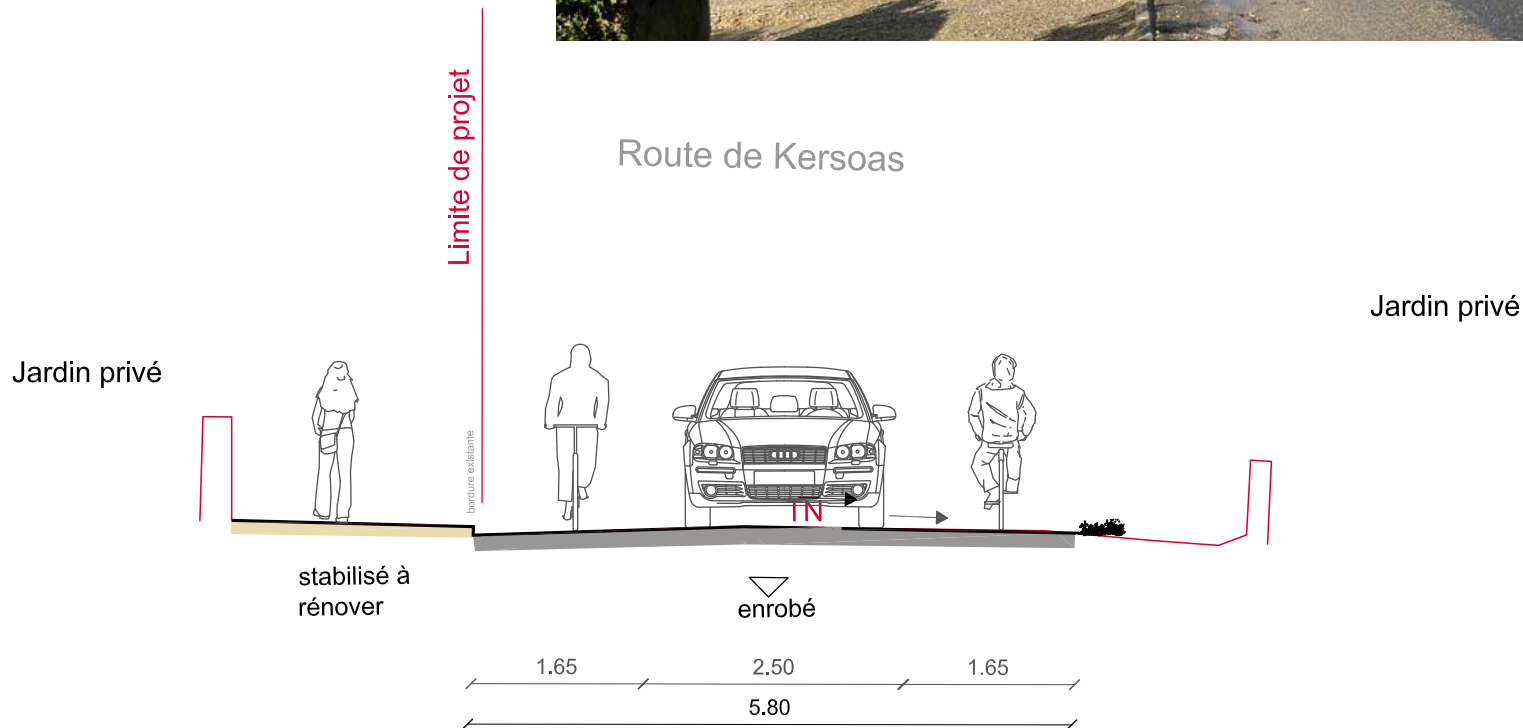 Limite de projet
Route de Kersoas
Jardin privé
Jardin privé
bordure existante
TN
stabilisé à
rénover
enrobé
1.65
2.50
1.65
5.80